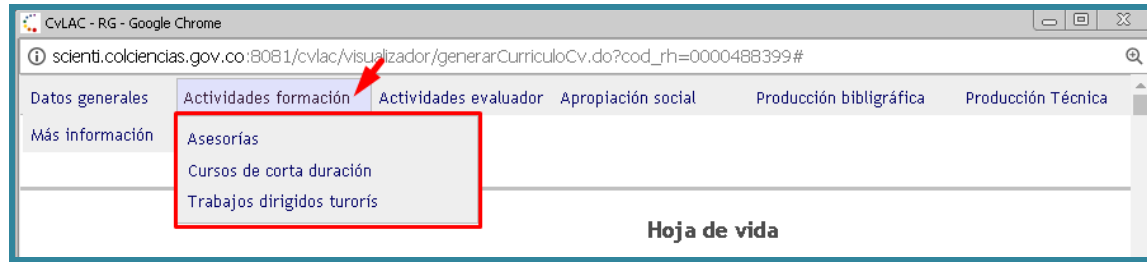 CvLAC - RG - Google Chrome
scienti.colciencias.gov.co:8081/cvlac/visualizador/generarCurriculoCv.do?cod_rh=0000488399#
Datos generales Actividades formación Actividades evaluador Apropiación social Producción bibligráfica Producción Técnica
Más información
Asesorías
Cursos de corta duración
Trabajos dirigidos turorís
Hoja de vida